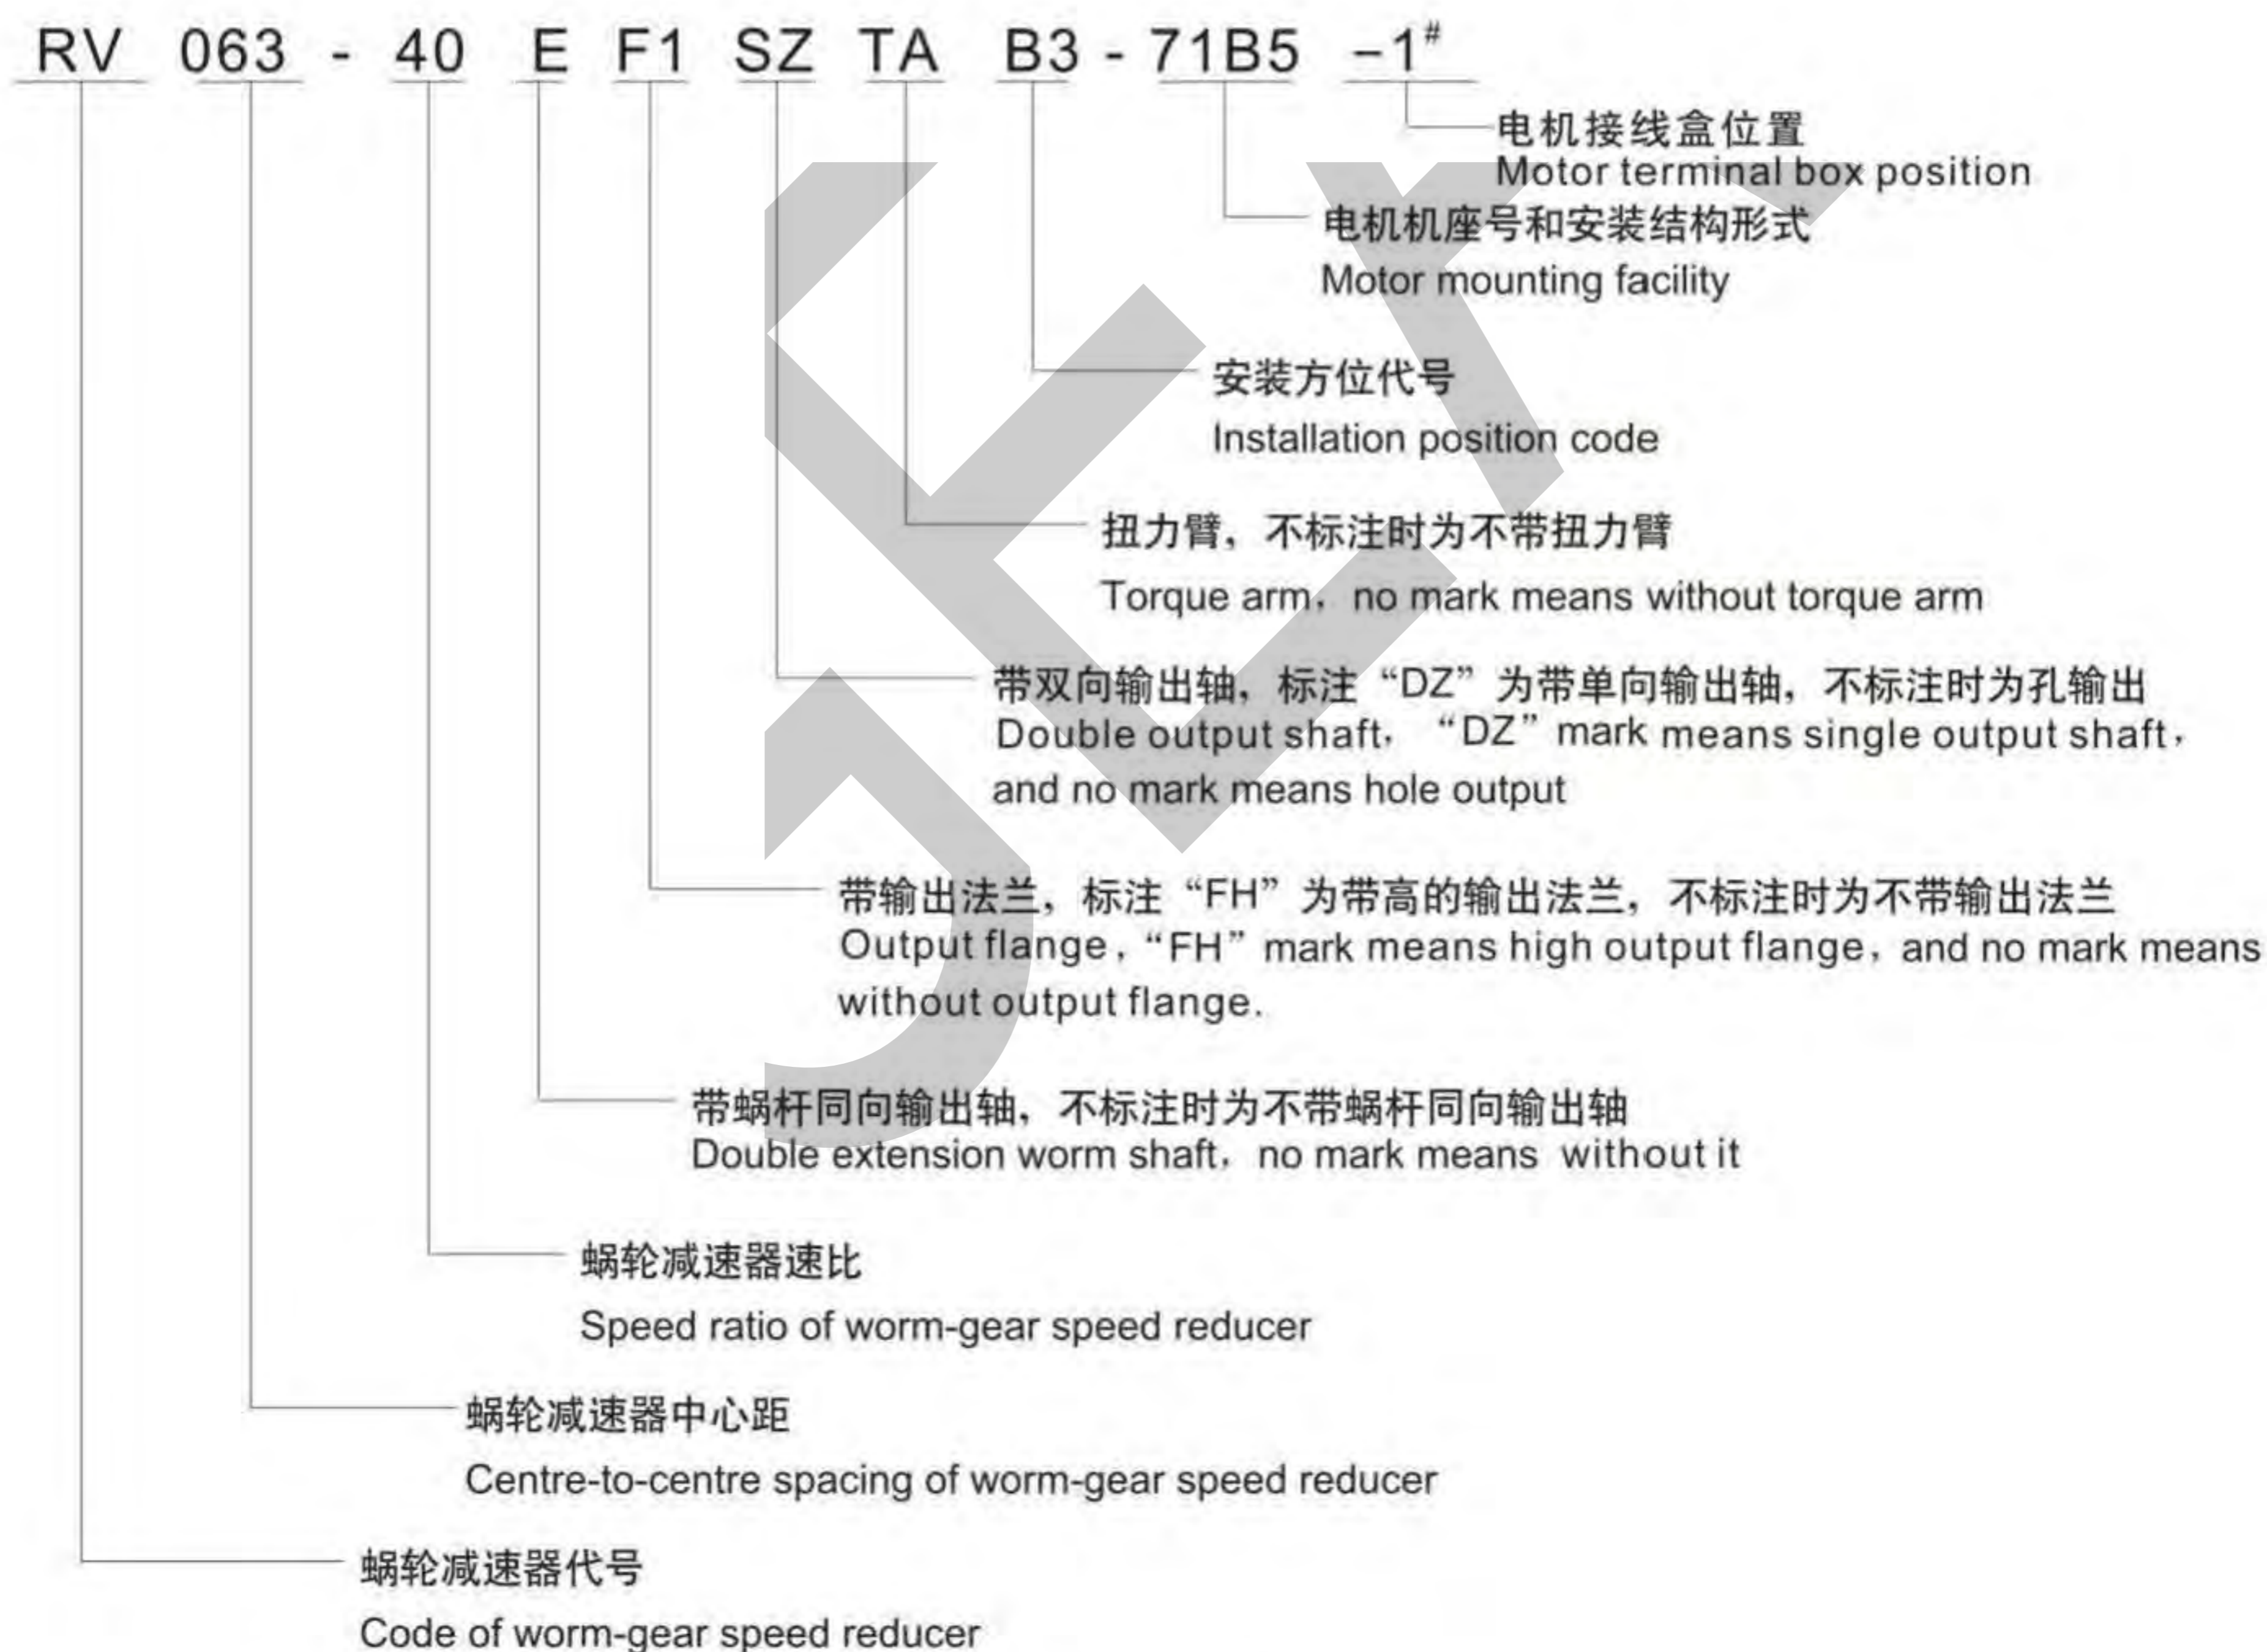 RV 063 - 40 E F1 SZ TA B3 - 71B5 -1#
电机接线盒位置
Motor terminal box position
电机机座号和安装结构形式
Motor mounting facility
安装方位代号
Installation position code
扭力臂，不标注时为不带扭力臂
Torque arm，no mark means without torque arm
带双向输出轴，标注“DZ”为带单向输出轴，不标注时为孔输出
Double output shaft，“DZ” mark means single output shaft，
and no mark means hole output
带输出法兰，标注“FH”为带高的输出法兰，不标注时为不带输出法兰
Output flange，“FH” mark means high output flange，and no mark means
without output flange.
带蜗杆同向输出轴，不标注时为不带蜗杆同向输出轴
Double extension worm shaft，no mark means without it
蜗轮减速器速比
Speed ratio of worm-gear speed reducer
蜗轮减速器中心距
Centre-to-centre spacing of worm-gear speed reducer
蜗轮减速器代号
Code of worm-gear speed reducer